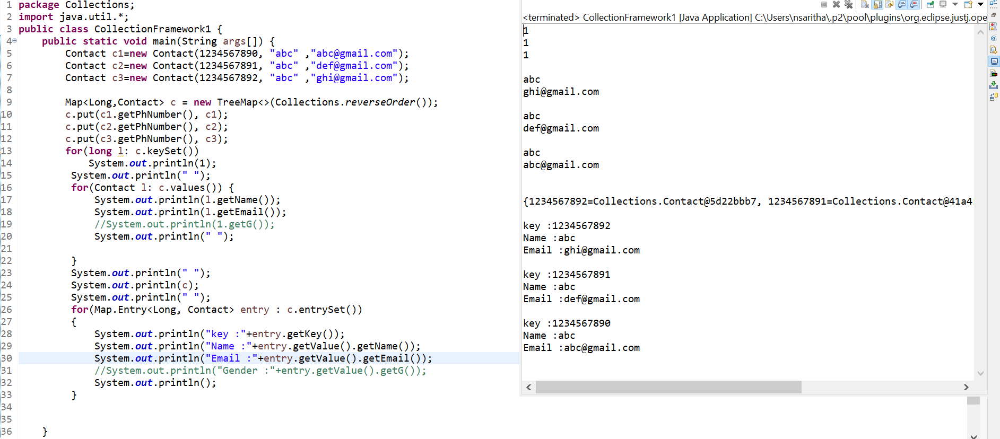 1 package Collections;
2 import java.util.*;
3 public class CollectionFramework1 {
4 public static void main(String args[]) {
5 Contact c1=new Contact(1234567890, "abc" ,"abc@gmail.com");
6 Contact c2=new Contact(1234567891, "abc" ,"def@gmail.com");
7 Contact c3=new Contact(1234567892, "abc" ,"ghi@gmail.com");
8
9 Map<Long,Contact> c = new TreeMap<>(Collections.reverseOrder());
10 c.put(c1.getPhNumber(), c1);
11 c.put(c2.getPhNumber(), c2);
12 c.put(c3.getPhNumber(), c3);
13 for(long l: c.keySet())
14 System.out.println(1);
15 System.out.println(" ");
16 for(Contact l: c.values()) {
17 System.out.println(l.getName());
18 System.out.println(l.getEmail());
19 //System.out.println(1.getG());
20 System.out.println(" ");
21
22 }
23 System.out.println(" ");
24 System.out.println(c);
25 System.out.println(" ");
26 for(Map.Entry<Long, Contact> entry : c.entrySet())
27 {
28 System.out.println("key :"+entry.getKey());
29 System.out.println("Name :"+entry.getValue().getName());
30 System.out.println("Email :"+entry.getValue().getEmail());
31 //System.out.println("Gender :"+entry.getValue().getG());
32 System.out.println();
33 }
34
35
36 }
<terminated> CollectionFramework1 [Java Application] C:\Users\nsaritha\.p2\pool\plugins\org.eclipse.justj.ope
1
1
1
abc
ghi@gmail.com
abc
def@gmail.com
abc
abc@gmail.com
{1234567892=Collections.Contact@5d22bbb7, 1234567891=Collections.Contact@41a4
key :1234567892
Name :abc
Email :ghi@gmail.com
key :1234567891
Name :abc
Email :def@gmail.com
key :1234567890
Name :abc
Email :abc@gmail.com